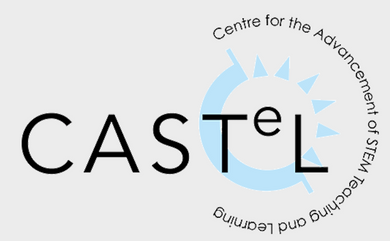 Centre for the Advancement of STEM Teaching and Learning
CASTeL